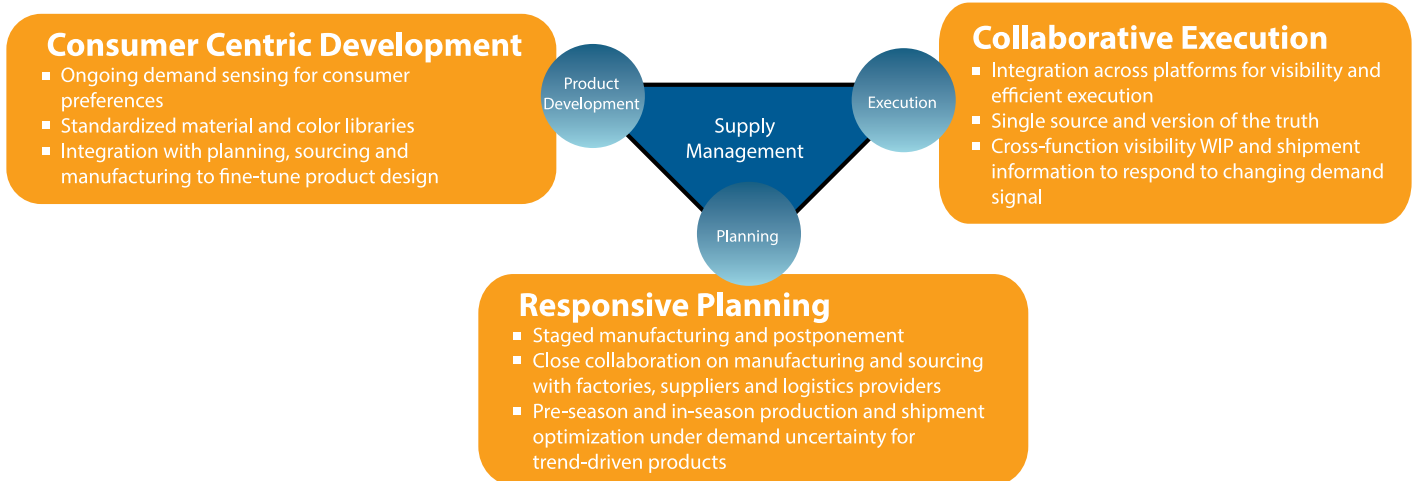 Consumer Centric Development
▪ Ongoing demand sensing for consumer
preferences
▪ Standardized material and color libraries
▪ Integration with planning, sourcing and
manufacturing to fine-tune product design
Product
Development
Supply
Management
Execution
Collaborative Execution
▪ Integration across platforms for visibility and
efficient execution
▪ Single source and version of the truth
▪ Cross-function visibility WIP and shipment
information to respond to changing demand
signal
Planning
Responsive Planning
▪ Staged manufacturing and postponement
▪ Close collaboration on manufacturing and sourcing
with factories, suppliers and logistics providers
▪ Pre-season and in-season production and shipment
optimization under demand uncertainty for
trend-driven products